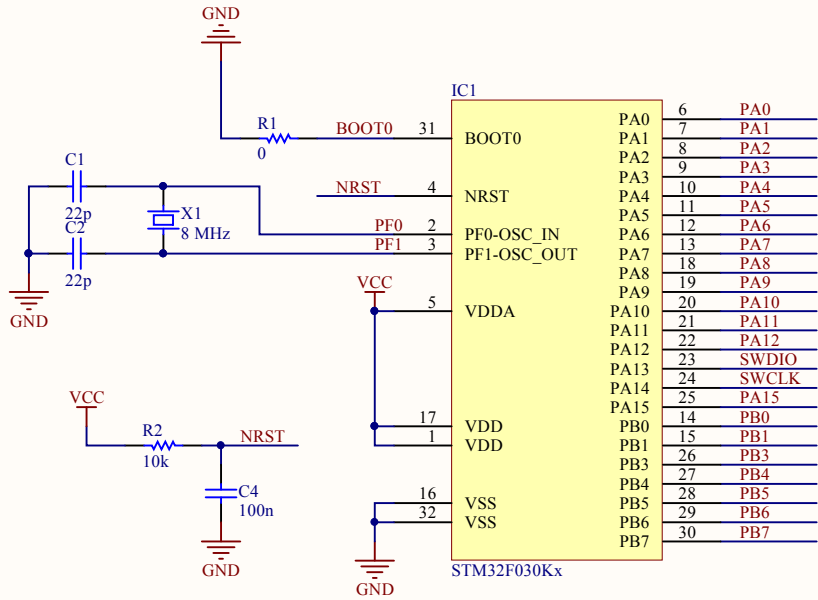 GND
IC1
R1
0
BOOT0 31 BOOT0
C1
22p
C2
22p
X1
8 MHz
GND
NRST 4 NRST
PF0 2 PF0-OSC_IN
PF1 3 PF1-OSC_OUT
VCC
5 VDDA
17 VDD
1 VDD
16 VSS
32 VSS
GND
VCC
R2
10k
NRST
C4
100n
GND
PA0 6 PA0
PA1 7 PA1
PA2 8 PA2
PA3 9 PA3
PA4 10 PA4
PA5 11 PA5
PA6 12 PA6
PA7 13 PA7
PA8 18 PA8
PA9 19 PA9
PA10 20 PA10
PA11 21 PA11
PA12 22 PA12
PA13 23 SWDIO
PA14 24 SWCLK
PA15 25 PA15
PB0 14 PB0
PB1 15 PB1
PB3 26 PB3
PB4 27 PB4
PB5 28 PB5
PB6 29 PB6
PB7 30 PB7
STM32F030Kx